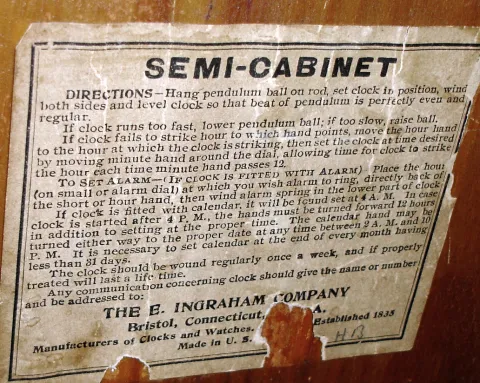 SEMI-CABINET
DIRECTIONS—Hang pendulum ball on rod, set clock in position, wind
both sides and level clock so that beat of pendulum is perfectly even and
regular.
If clock runs too fast, lower pendulum ball; if too slow, raise ball.
If clock fails to strike hour to which hand points, move the hour hand
to the hour at which the clock is striking, then set the clock at time desired
by moving minute hand around the dial, allowing time for clock to strike
the hour each time minute hand passes 12.
To SET ALARM—(IF CLOCK IS FITTED WITH ALARM) Place the hour
(on small or alarm dial) at which you wish alarm to ring, directly back of
the short or hour hand, then wind alarm spring in the lower part of clock
If clock is fitted with calendar, it will be found set at 4 A. M. In case
clock is started after 4 P. M., the hands must be turned forward 12 hours
in addition to setting at the proper time. The calendar hand may be
turned either way to the proper date at any time between 2 A. M. and 10
P. M. It is necessary to set calendar at the end of every month having
less than 31 days.
The clock should be wound regularly once a week, and if properly
treated will last a life time.
Any communication concerning clock should give the name or number
and be addressed to:
THE E. INGRAHAM COMPANY
Bristol, Connecticut, A.
Manufacturers of Clocks and Watches. Established 1835
Made in U. S.
HB